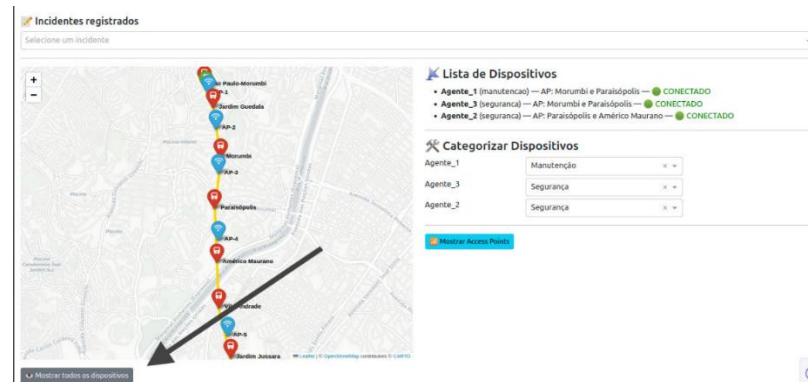 Incidentes registrados
Selecione um incidente
São Paulo-Morumbi
AP-1
Jardim Guedala
AP-2
Morumbi
AP-3
Paraisópolis
AP-4
Américo Maurano
Vila Andrade
AP-5
Jardim Jussara
Leaflet | © OpenStreetMap contributors © CARTO
Mostrar todos os dispositivos
Lista de Dispositivos
• Agente_1 (manutencao) — AP: Morumbi e Paraisópolis — CONECTADO
• Agente_3 (seguranca) — AP: Morumbi e Paraisópolis — CONECTADO
• Agente_2 (seguranca) — AP: Paraisópolis e Américo Maurano — CONECTADO
Categorizar Dispositivos
Agente_1 Manutenção
Agente_3 Segurança
Agente_2 Segurança
Mostrar Access Points